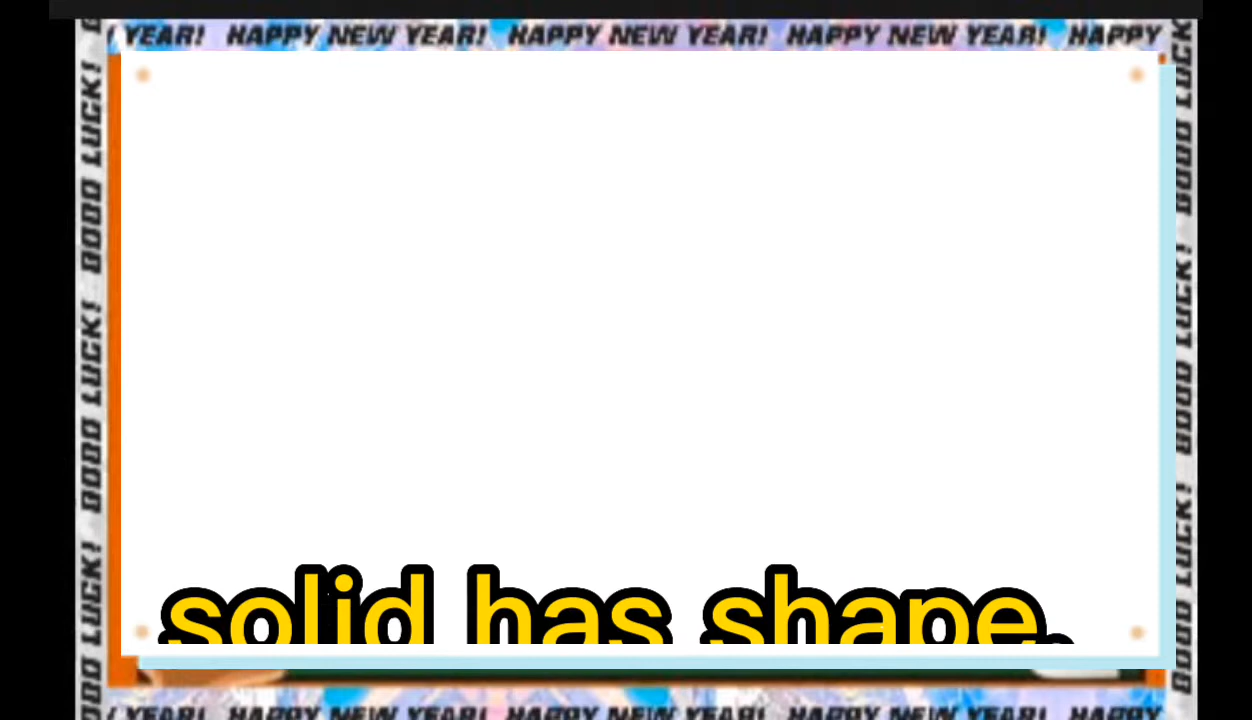 YEAR! HAPPY NEW YEAR! HAPPY NEW YEAR! HAPPY NEW YEAR! HAPPY
GOOD LUCK! GOOD LUCK! GOOD LUCK!
GOOD LUCK! GOOD LUCK! GOOD LUCK
solid has shape.
YEAR! HAPPY NEW YEAR! HAPPY NEW YEAR! HAPPY NEW YEAR! HAPPY